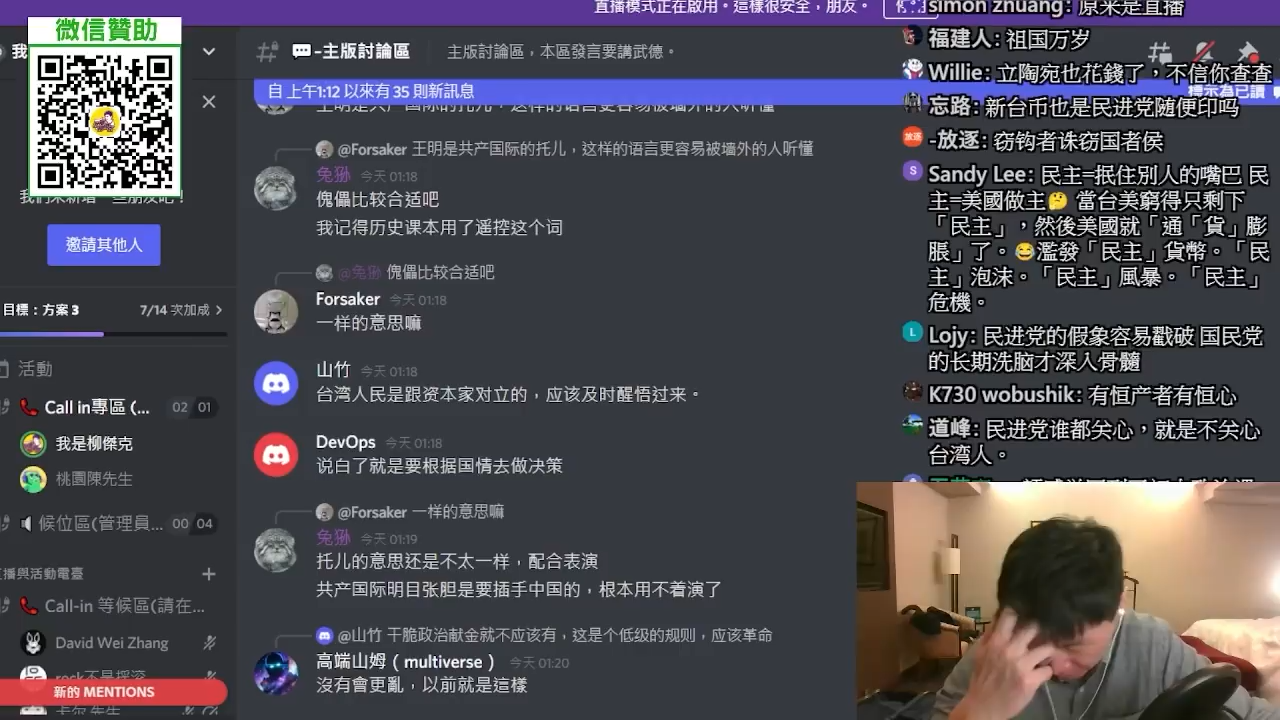 直播模式正在啟用。這樣很安全，朋友。
微信贊助
我
邀請其他人
目標：方案 3
7/14 次加成
活動
Call in專區 (...
02 01
我是柳傑克
桃園陳先生
候位區(管理員...
00 04
直播與活動電臺
Call-in 等候區(請在...
David Wei Zhang
新的 MENTIONS
卡尔 先生
-主版討論區
主版討論區，本區發言要講武德。
自 上午1:12 以來有 35 則新訊息
標示為已讀
@Forsaker 王明是共产国际的托儿，这样的语言更容易被墙外的人听懂
兔狲 今天 01:18
傀儡比较合适吧
我记得历史课本用了遥控这个词
@兔狲 傀儡比较合适吧
Forsaker 今天 01:18
一样的意思嘛
山竹 今天 01:18
台湾人民是跟资本家对立的，应该及时醒悟过来。
DevOps 今天 01:18
说白了就是要根据国情去做决策
@Forsaker 一样的意思嘛
兔狲 今天 01:19
托儿的意思还是不太一样，配合表演
共产国际明目张胆是要插手中国的，根本用不着演了
@山竹 干脆政治献金就不应该有，这是个低级的规则，应该革命
高端山姆（multiverse） 今天 01:20
沒有會更亂，以前就是這樣
simon zhuang: 原来是直播
福建人: 祖国万岁
Willie: 立陶宛也花錢了，不信你查查
忘路: 新台币也是民进党随便印吗
-放逐: 窃钩者诛窃国者侯
Sandy Lee: 民主=抿住別人的嘴巴 民
主=美國做主🤔 當台美窮得只剩下
「民主」，然後美國就「通「貨」膨
脹」了。😂濫發「民主」貨幣。「民
主」泡沫。「民主」風暴。「民主」
危機。
Lojy: 民进党的假象容易戳破 国民党
的长期洗脑才深入骨髓
K730 wobushik: 有恒产者有恒心
道峰: 民进党谁都关心，就是不关心
台湾人。